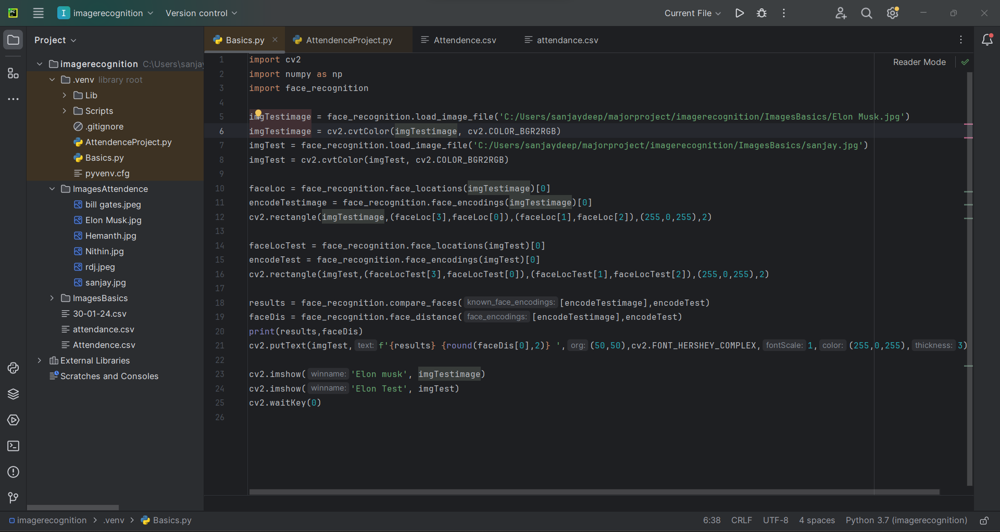 PC
I imagerecognition Version control Current File
Project
Basics.py AttendenceProject.py Attendence.csv attendance.csv
Reader Mode
imagerecognition C:\Users\sanjay
.venv library root
Lib
Scripts
.gitignore
AttendenceProject.py
Basics.py
pyvenv.cfg
ImagesAttendence
bill gates.jpeg
Elon Musk.jpg
Hemanth.jpg
Nithin.jpg
rdj.jpeg
sanjay.jpg
ImagesBasics
30-01-24.csv
attendance.csv
Attendence.csv
External Libraries
Scratches and Consoles
1 import cv2
2 import numpy as np
3 import face_recognition
4
5 imgTestimage = face_recognition.load_image_file('C:/Users/sanjaydeep/majorproject/imagerecognition/ImagesBasics/Elon Musk.jpg')
6 imgTestimage = cv2.cvtColor(imgTestimage, cv2.COLOR_BGR2RGB)
7 imgTest = face_recognition.load_image_file('C:/Users/sanjaydeep/majorproject/imagerecognition/ImagesBasics/sanjay.jpg')
8 imgTest = cv2.cvtColor(imgTest, cv2.COLOR_BGR2RGB)
9
10 faceLoc = face_recognition.face_locations(imgTestimage)[0]
11 encodeTestimage = face_recognition.face_encodings(imgTestimage)[0]
12 cv2.rectangle(imgTestimage,(faceLoc[3],faceLoc[0]),(faceLoc[1],faceLoc[2]),(255,0,255),2)
13
14 faceLocTest = face_recognition.face_locations(imgTest)[0]
15 encodeTest = face_recognition.face_encodings(imgTest)[0]
16 cv2.rectangle(imgTest,(faceLocTest[3],faceLocTest[0]),(faceLocTest[1],faceLocTest[2]),(255,0,255),2)
17
18 results = face_recognition.compare_faces( known_face_encodings: [encodeTestimage],encodeTest)
19 faceDis = face_recognition.face_distance( face_encodings: [encodeTestimage],encodeTest)
20 print(results,faceDis)
21 cv2.putText(imgTest, text: f'{results} {round(faceDis[0],2)} ', org: (50,50),cv2.FONT_HERSHEY_COMPLEX, fontScale: 1, color: (255,0,255), thickness: 3)
22
23 cv2.imshow( winname: 'Elon musk', imgTestimage)
24 cv2.imshow( winname: 'Elon Test', imgTest)
25 cv2.waitKey(0)
26
imagerecognition > .venv > Basics.py 6:38 CRLF UTF-8 4 spaces Python 3.7 (imagerecognition)